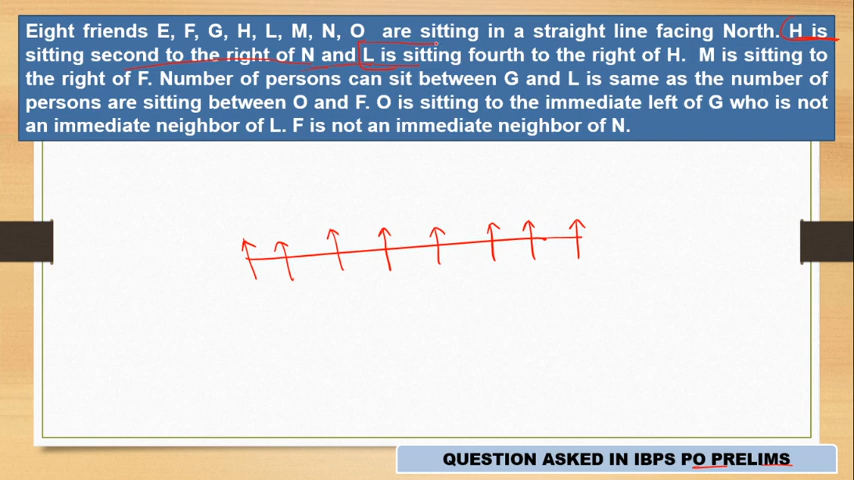 Eight friends E, F, G, H, L, M, N, O are sitting in a straight line facing North. H is
sitting second to the right of N and L is sitting fourth to the right of H. M is sitting to
the right of F. Number of persons can sit between G and L is same as the number of
persons are sitting between O and F. O is sitting to the immediate left of G who is not
an immediate neighbor of L. F is not an immediate neighbor of N.
QUESTION ASKED IN IBPS PO PRELIMS